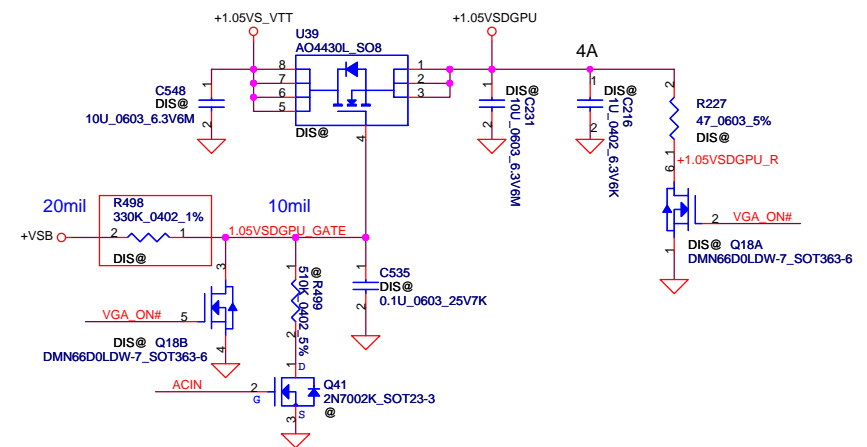 +1.05VS_VTT
+1.05VSDGPU
U39
AO4430L_SO8
4A
8
7
6
5
1
2
3
4
DIS@
1
C548
DIS@
10U_0603_6.3V6M
2
1
2
DIS@
C231
10U_0603_6.3V6M
1
2
DIS@
C216
1U_0402_6.3V6K
2
R227
47_0603_5%
DIS@
1
+1.05VSDGPU_R
6
2
VGA_ON#
1
DIS@ Q18A
DMN66D0LDW-7_SOT363-6
20mil
R498
330K_0402_1%
10mil
+VSB
2
1
1.05VSDGPU_GATE
DIS@
3
VGA_ON#
5
4
DIS@ Q18B
DMN66D0LDW-7_SOT363-6
1
@
R499
510K_0402_5%
2
1
C535
DIS@
0.1U_0603_25V7K
2
1
D
ACIN
2
G
Q41
2N7002K_SOT23-3
@
3
S